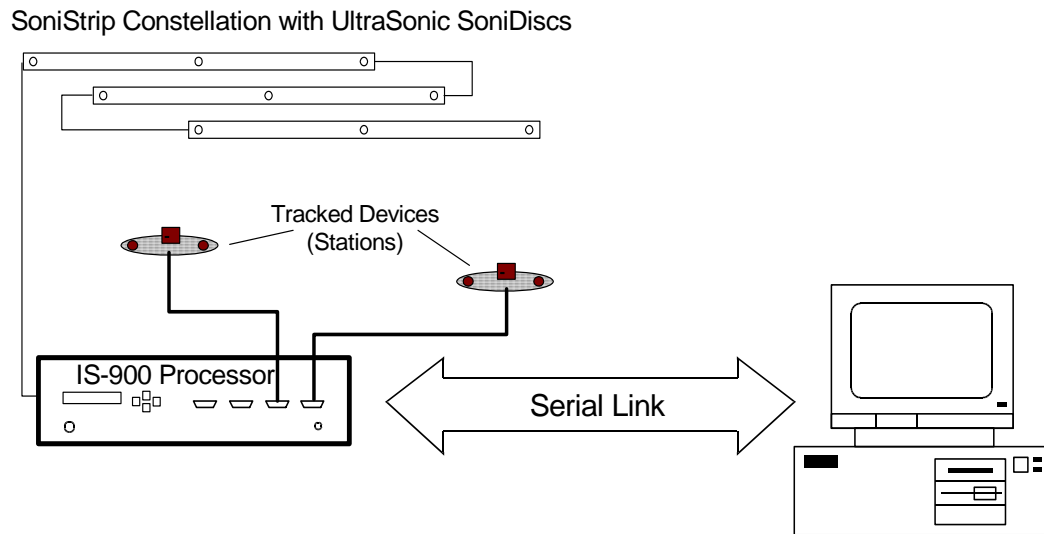 SoniStrip Constellation with UltraSonic SoniDiscs
Tracked Devices
(Stations)
IS-900 Processor
Serial Link